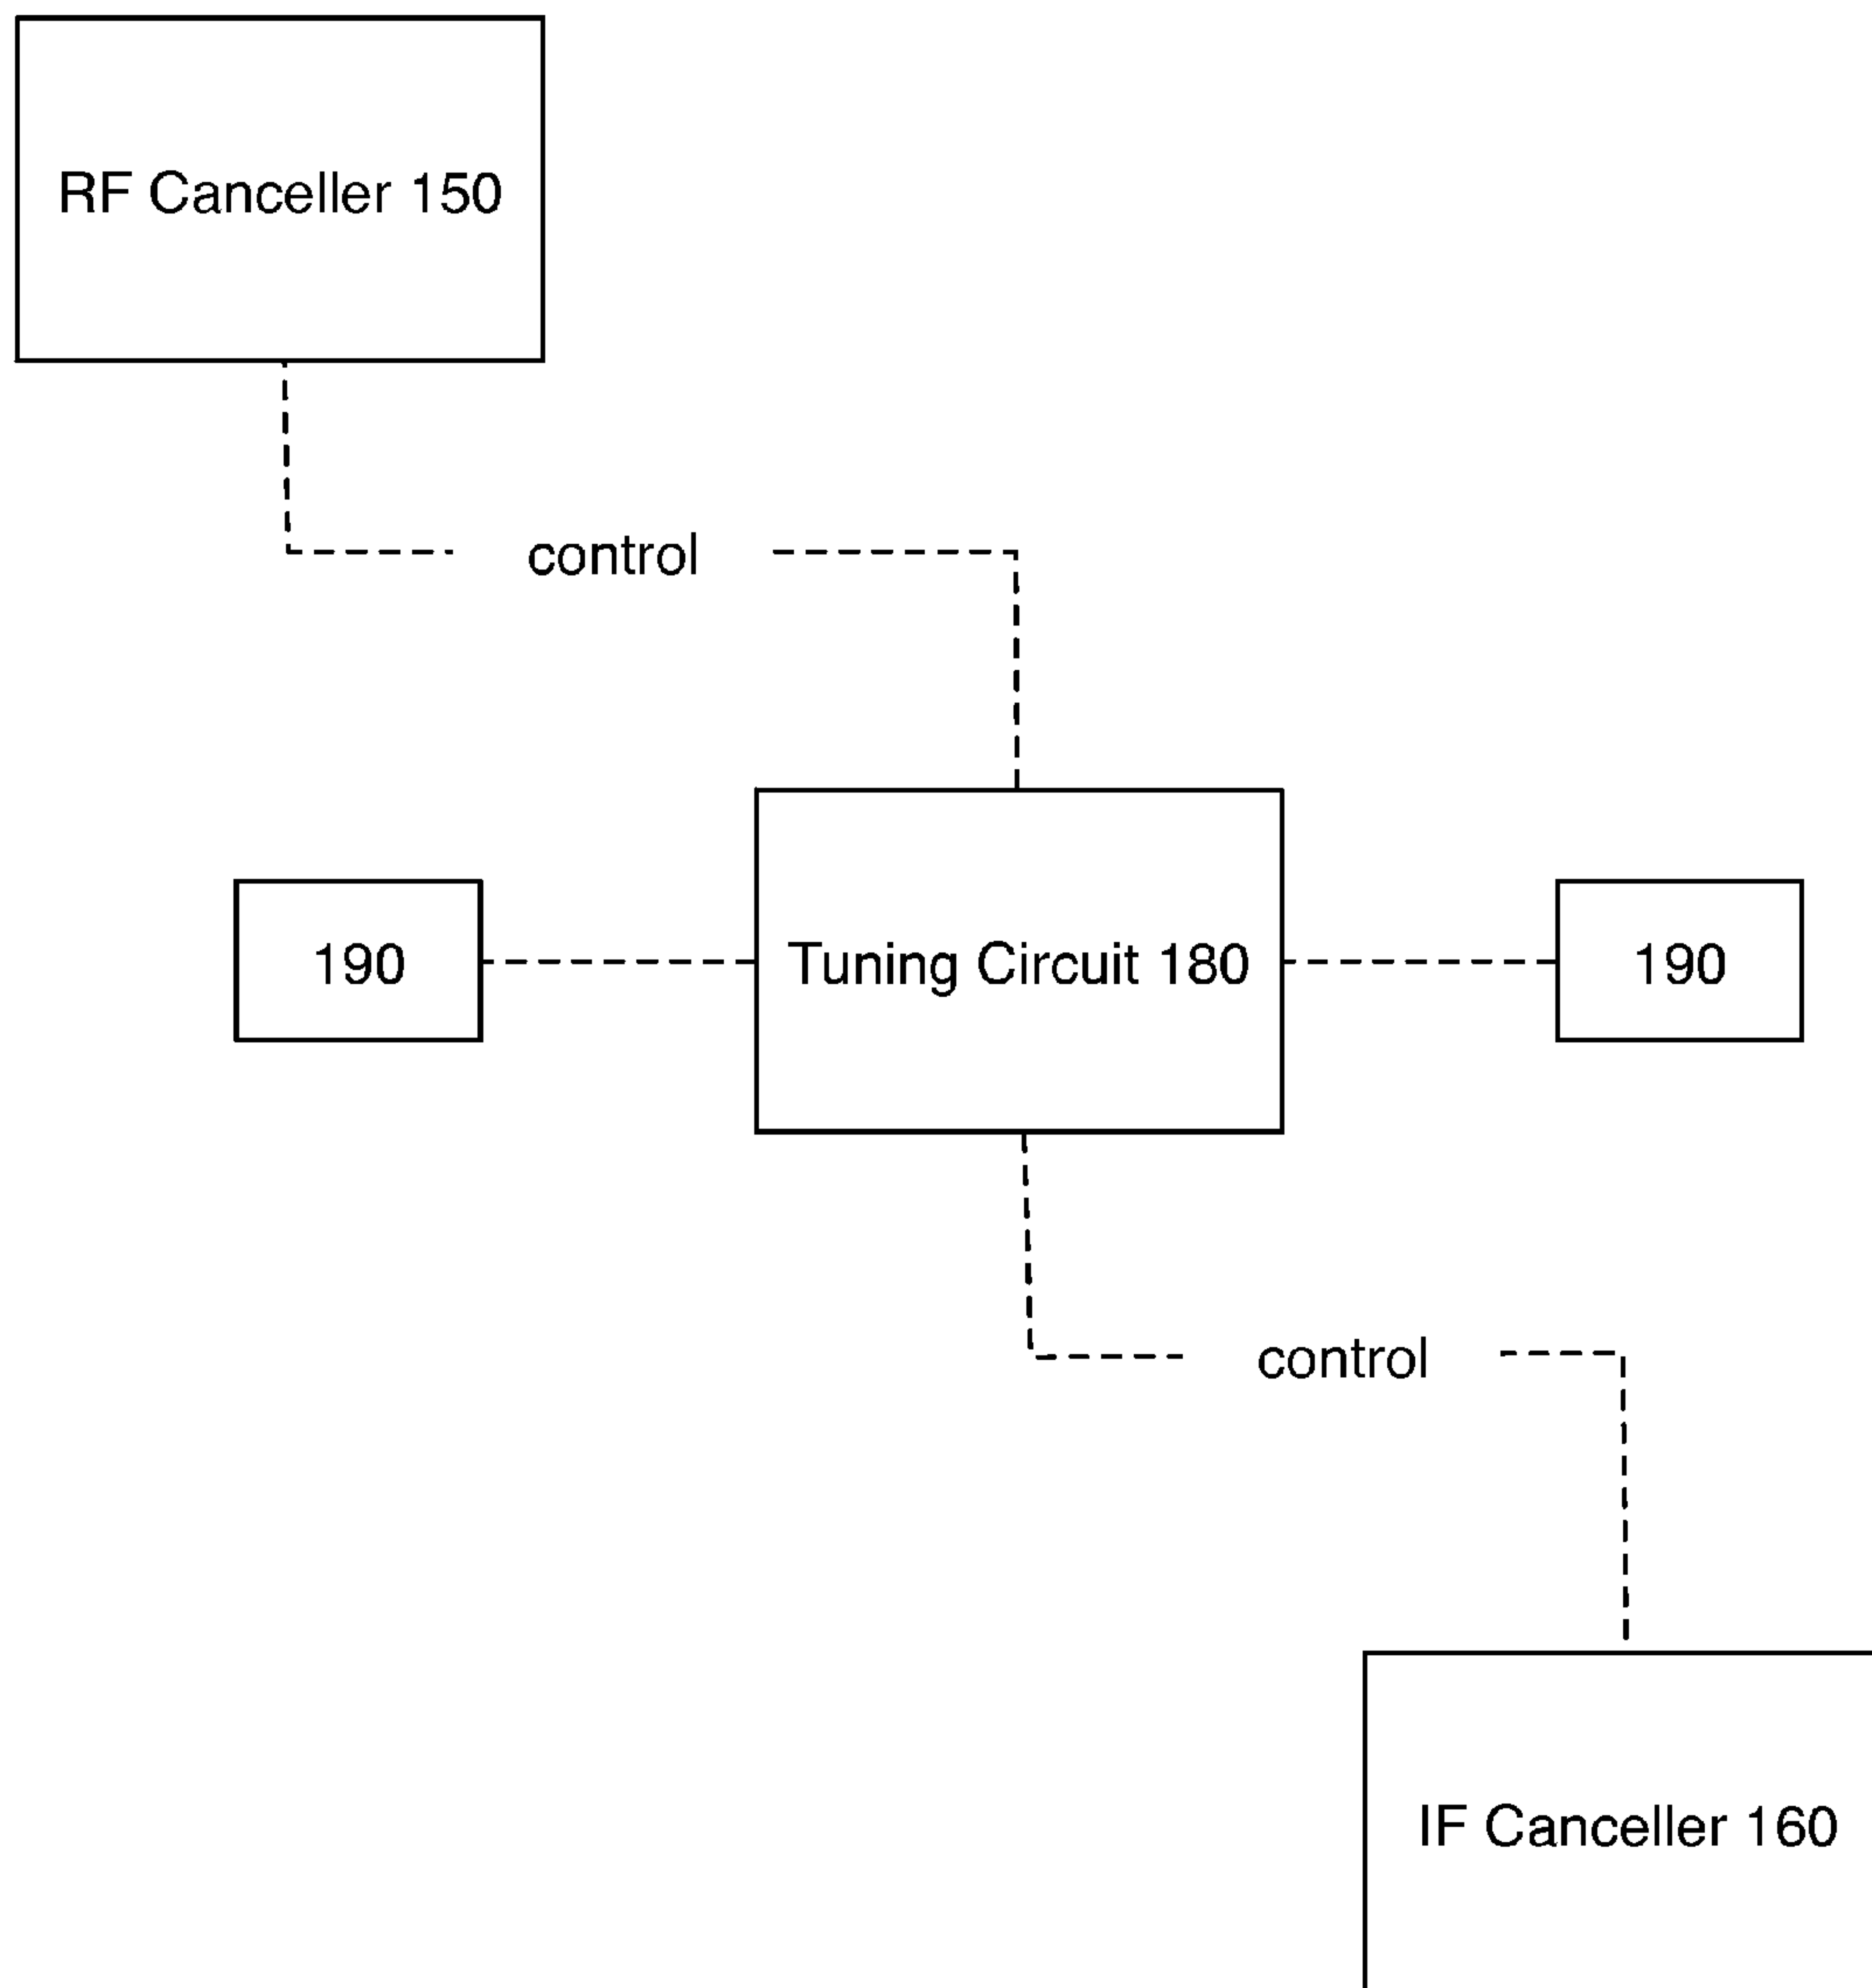 RF Canceller 150
control
190
Tuning Circuit 180
190
control
IF Canceller 160